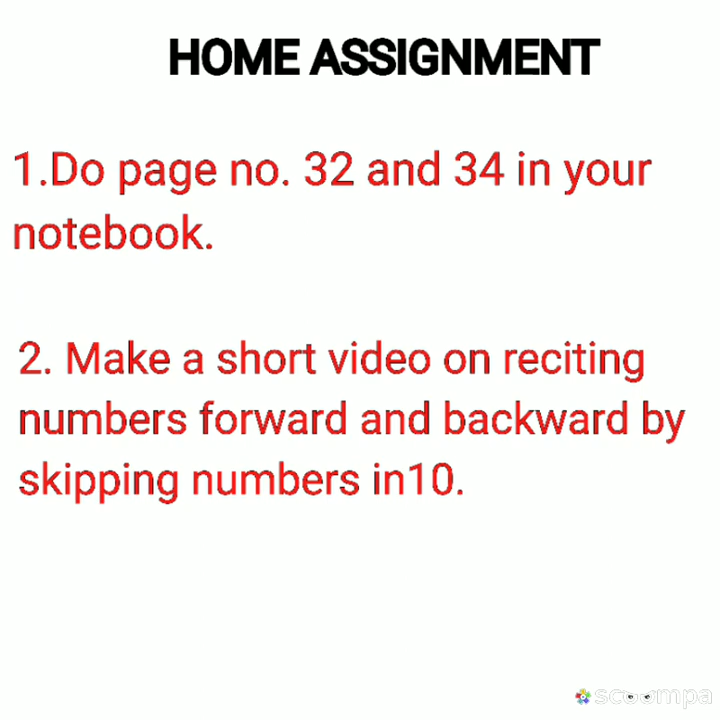 HOME ASSIGNMENT
1.Do page no. 32 and 34 in your
notebook.
2. Make a short video on reciting
numbers forward and backward by
skipping numbers in10.
scoompa